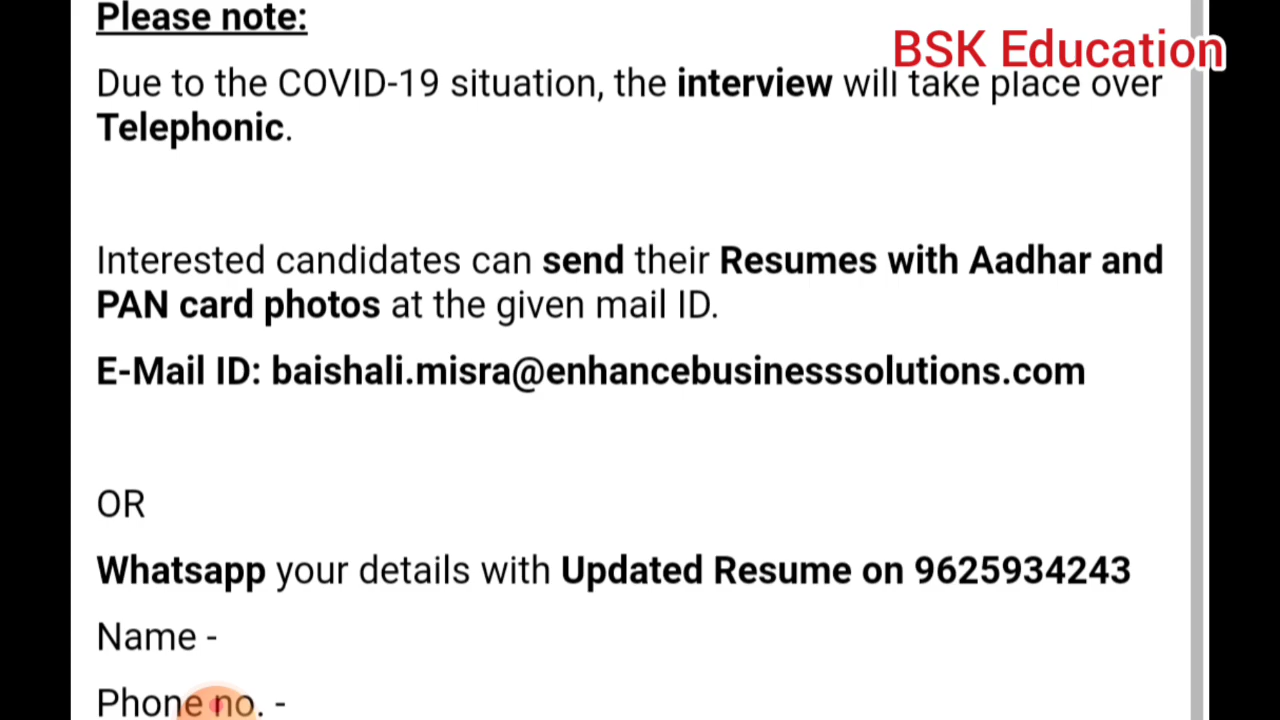 Please note:
BSK Education
Due to the COVID-19 situation, the interview will take place over
Telephonic.
Interested candidates can send their Resumes with Aadhar and
PAN card photos at the given mail ID.
E-Mail ID: baishali.misra@enhancebusinesssolutions.com
OR
Whatsapp your details with Updated Resume on 9625934243
Name -
Phone no. -